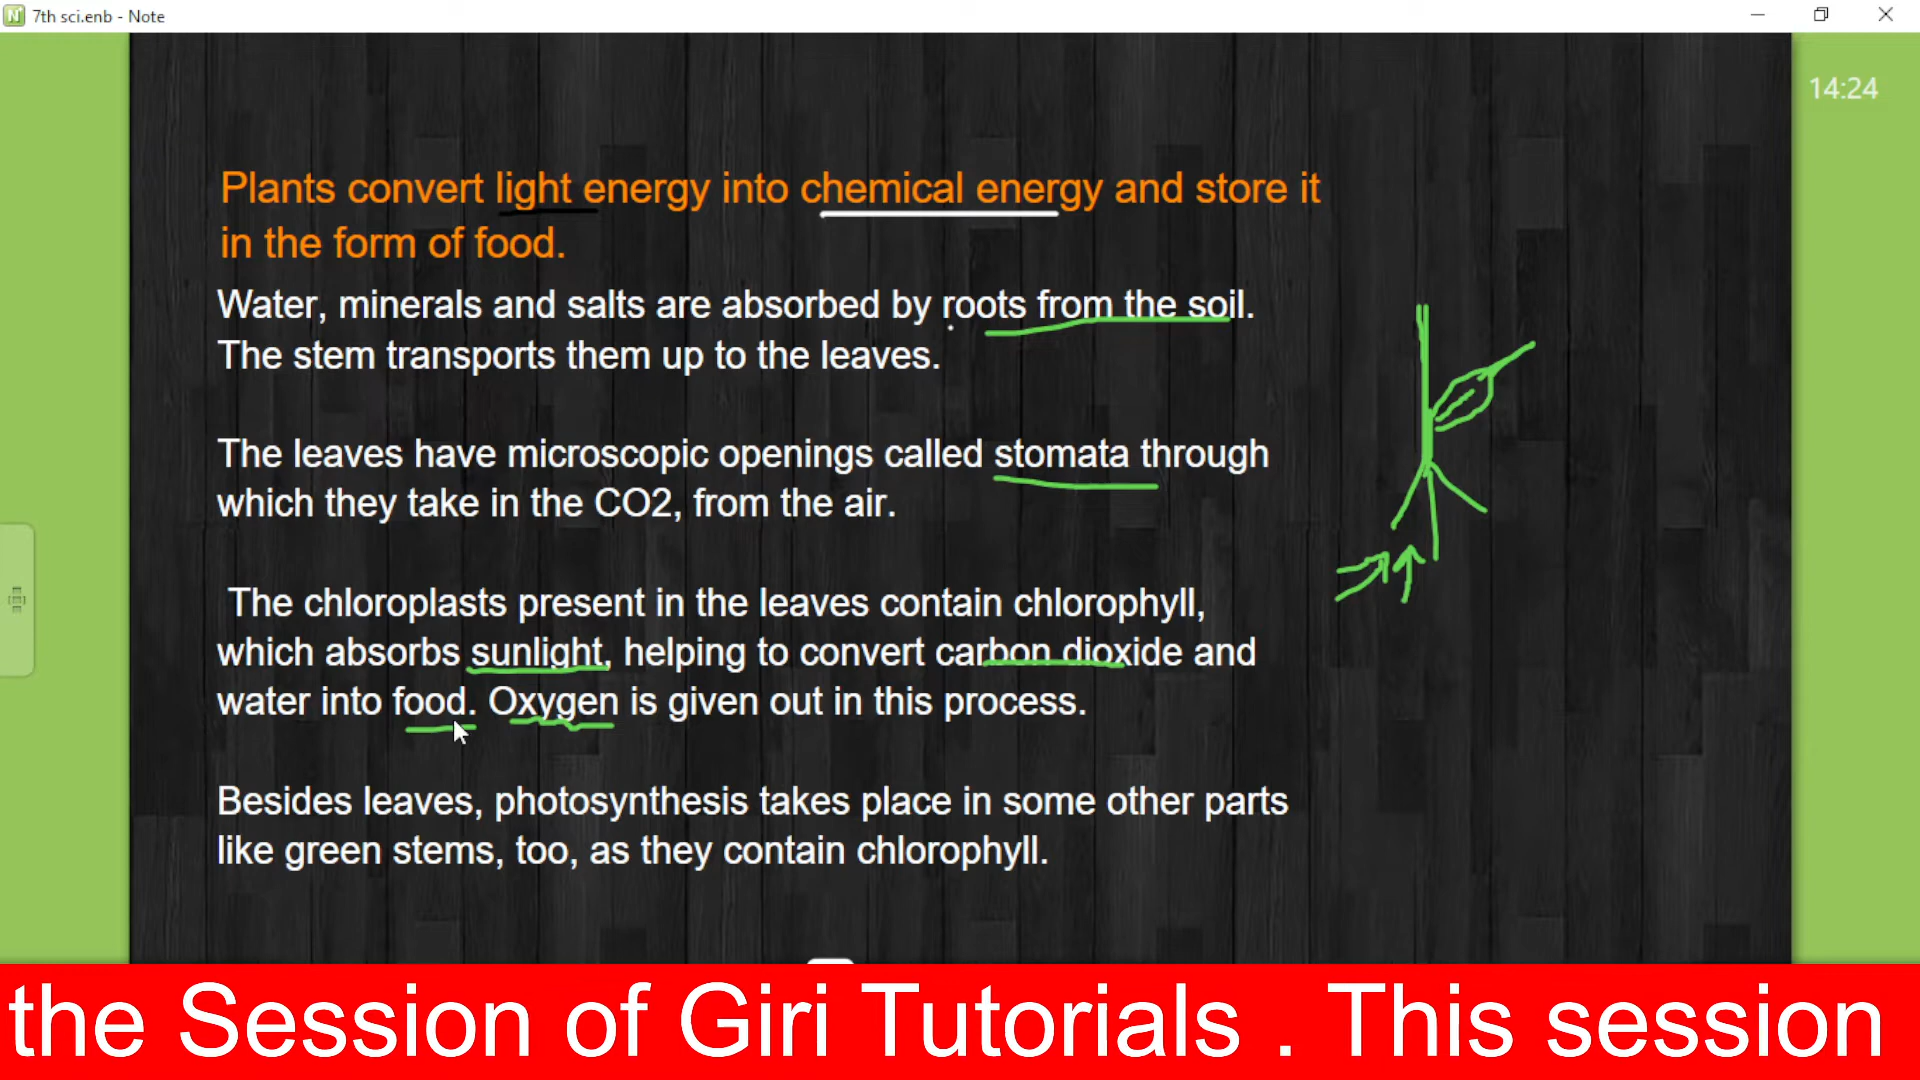 7th sci.enb - Note
14:24
Plants convert light energy into chemical energy and store it
in the form of food.
Water, minerals and salts are absorbed by roots from the soil.
The stem transports them up to the leaves.
The leaves have microscopic openings called stomata through
which they take in the CO2, from the air.
The chloroplasts present in the leaves contain chlorophyll,
which absorbs sunlight, helping to convert carbon dioxide and
water into food. Oxygen is given out in this process.
Besides leaves, photosynthesis takes place in some other parts
like green stems, too, as they contain chlorophyll.
the Session of Giri Tutorials . This session